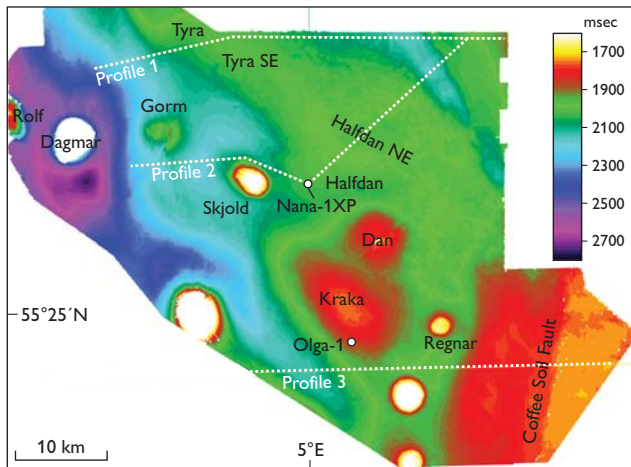 msec
Tyra
1700
Tyra SE
Profile 1
1900
Gorm
Rolf
Halfdan NE
2100
Dagmar
Profile 2
Halfdan
2300
Skjold
Nana-1XP
2500
Dan
2700
Kraka
55°25´N
Olga-1
Regnar
Coffee Soil Fault
Profile 3
10 km
5°E